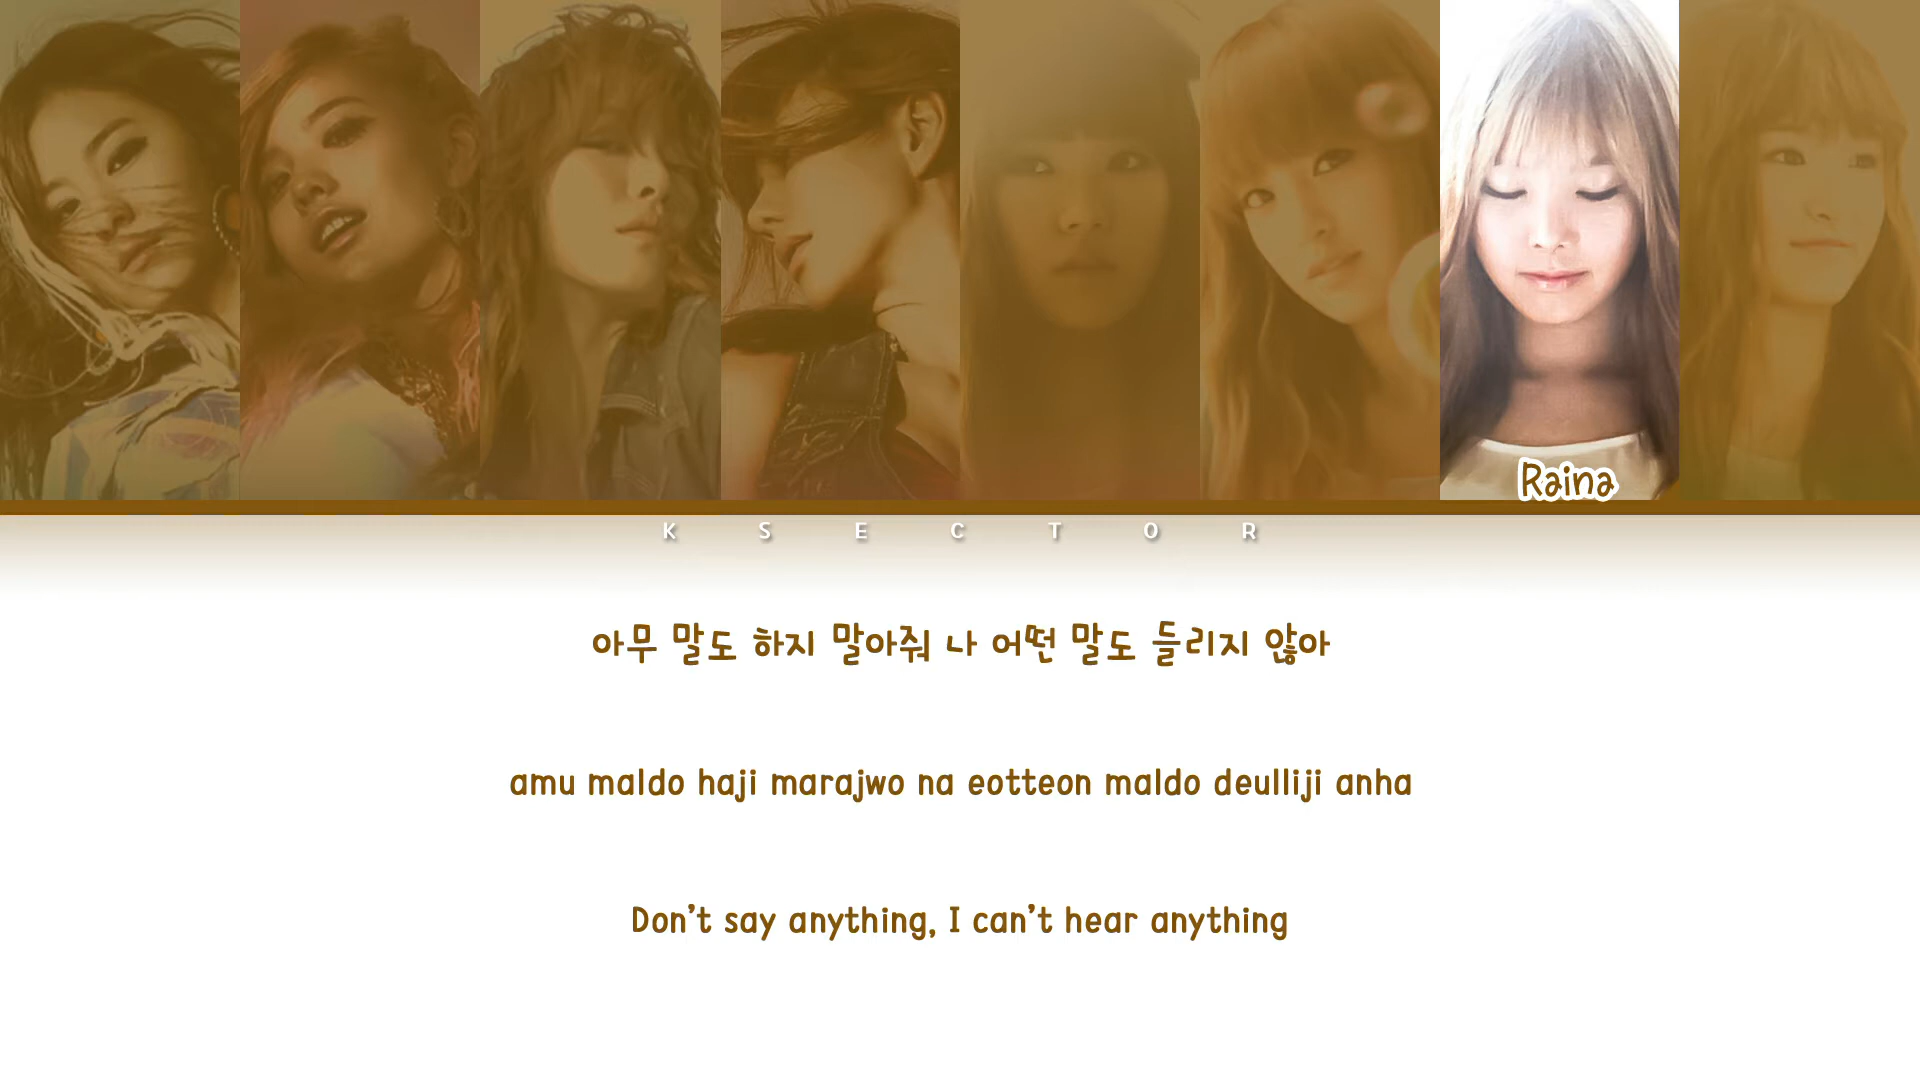 Raina
K S E C T O R
아무 말도 하지 말아줘 나 어떤 말도 들리지 않아
amu maldo haji marajwo na eotteon maldo deulliji anha
Don't say anything, I can't hear anything